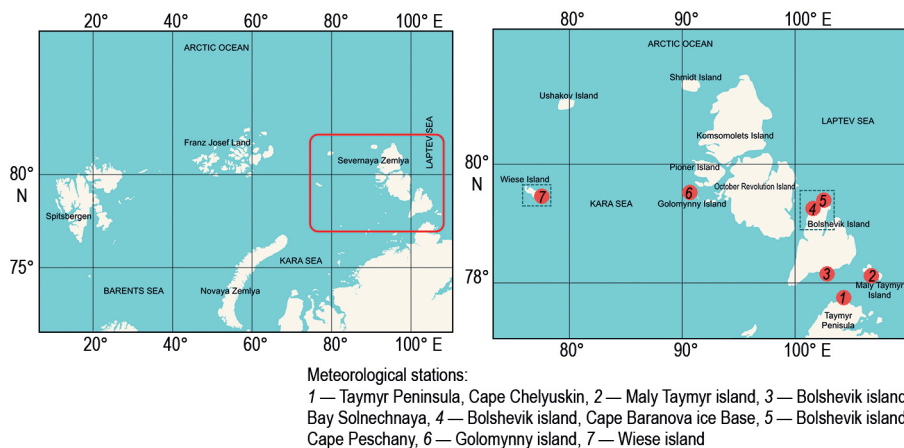 20° 40° 60° 80° 100° E
ARCTIC OCEAN
Franz Josef Land
Severnaya Zemlya
LAPTEV SEA
80°
N
Spitsbergen
KARA SEA
75°
BARENTS SEA
Novaya Zemlya
20° 40° 60° 80° 100° E
ARCTIC OCEAN
Shmidt Island
Ushakov Island
LAPTEV SEA
Komsomolets Island
80°
N
Pioner Island
Wiese Island
October Revolution Island
7
6
5
KARA SEA
Golomynny Island
4
Bolshevik Island
3
2
78°
Maly Taymyr
Island
1
Taymyr
Penisula
80° 90° 100° E
Meteorological stations:
1 — Taymyr Peninsula, Cape Chelyuskin, 2 — Maly Taymyr island, 3 — Bolshevik island
Bay Solnechnaya, 4 — Bolshevik island, Cape Baranova ice Base, 5 — Bolshevik island
Cape Peschany, 6 — Golomynny island, 7 — Wiese island